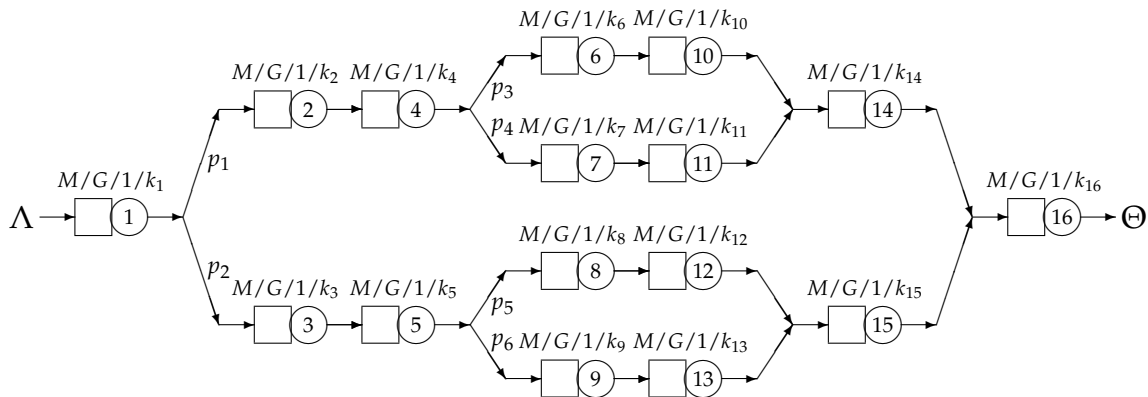 M/G/1/k₆ M/G/1/k₁₀
6 10
M/G/1/k₂ M/G/1/k₄ p₃ M/G/1/k₁₄
2 4 14
p₄ M/G/1/k₇ M/G/1/k₁₁
p₁ 7 11
M/G/1/k₁ M/G/1/k₁₆
Λ 1 16 Θ
M/G/1/k₈ M/G/1/k₁₂
p₂ 8 12
M/G/1/k₃ M/G/1/k₅ p₅ M/G/1/k₁₅
3 5 15
p₆ M/G/1/k₉ M/G/1/k₁₃
9 13